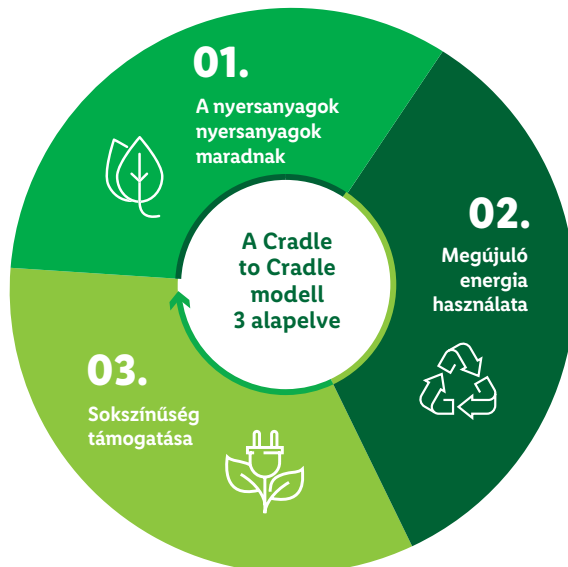 01.
A nyersanyagok
nyersanyagok
maradnak
02.
Megújuló
energia
használata
03.
Sokszínűség
támogatása
A Cradle
to Cradle
modell
3 alapelve